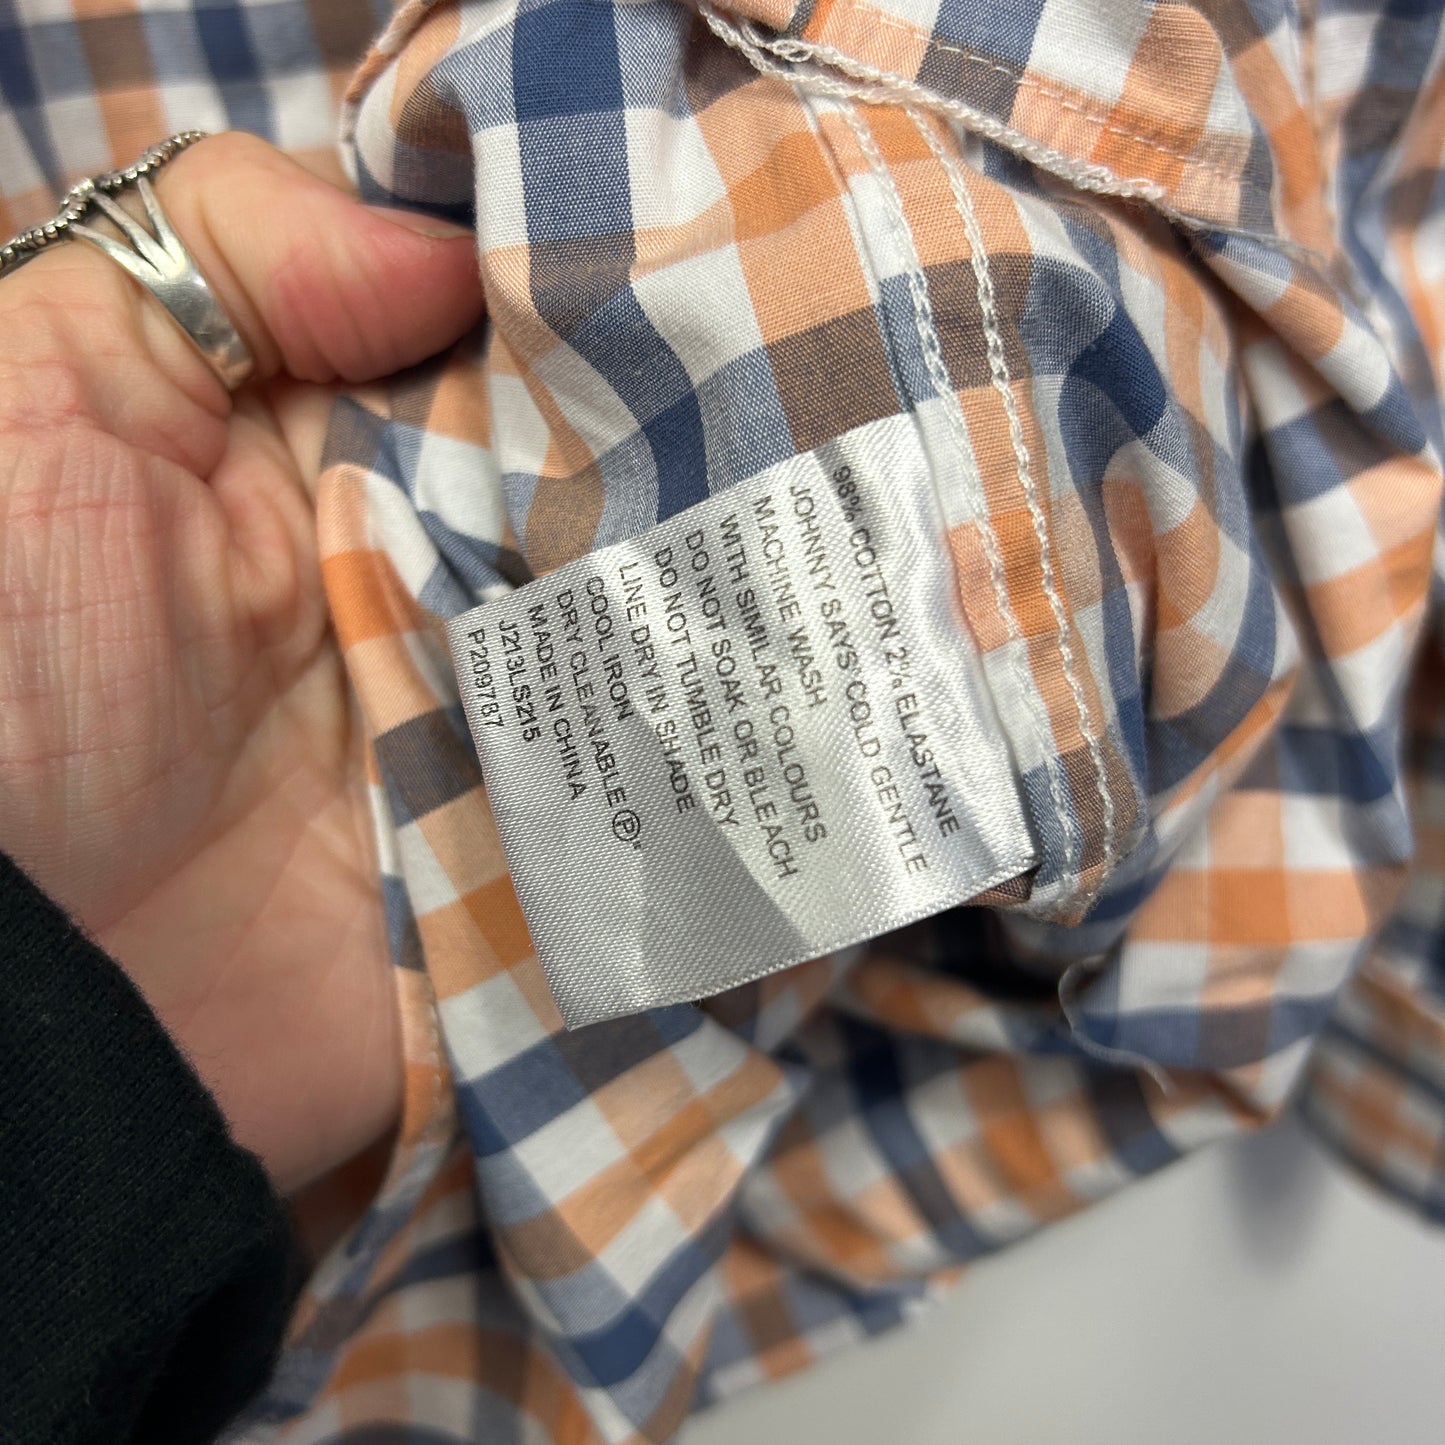 98% COTTON 2% ELASTANE
JOHNNY SAYS COLD GENTLE
MACHINE WASH
WITH SIMILAR COLOURS
DO NOT SOAK OR BLEACH
DO NOT TUMBLE DRY
LINE DRY IN SHADE
COOL IRON
DRY CLEANABLE Ⓟ
MADE IN CHINA
J213LS215
P209787